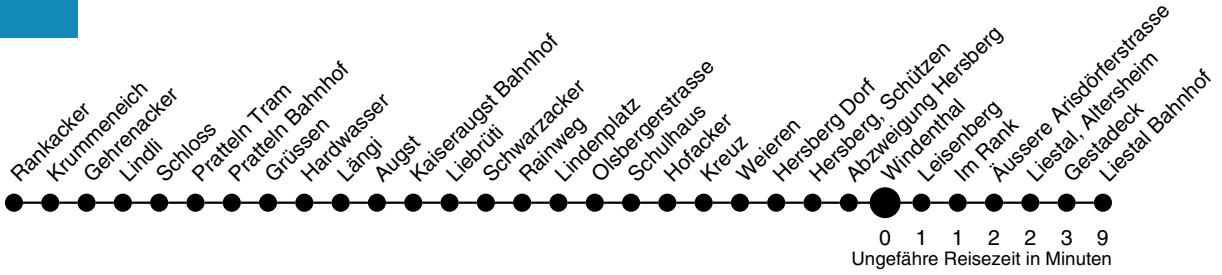 Rankacker
Krummeneich
Gehrenacker
Lindli
Schloss
Pratteln Tram
Pratteln Bahnhof
Grüssen
Hardwasser
Längi
Augst
Kaiseraugst Bahnhof
Liebrüti
Schwarzacker
Rainweg
Lindenplatz
Olsbergerstrasse
Schulhaus
Hofacker
Kreuz
Weieren
Hersberg Dorf
Hersberg, Schützen
Abzweigung Hersberg
Windenthal
Leisenberg
Im Rank
Äussere Arisdörferstrasse
Liestal, Altersheim
Gestadeck
Liestal Bahnhof
0 1 1 2 2 3 9
Ungefähre Reisezeit in Minuten